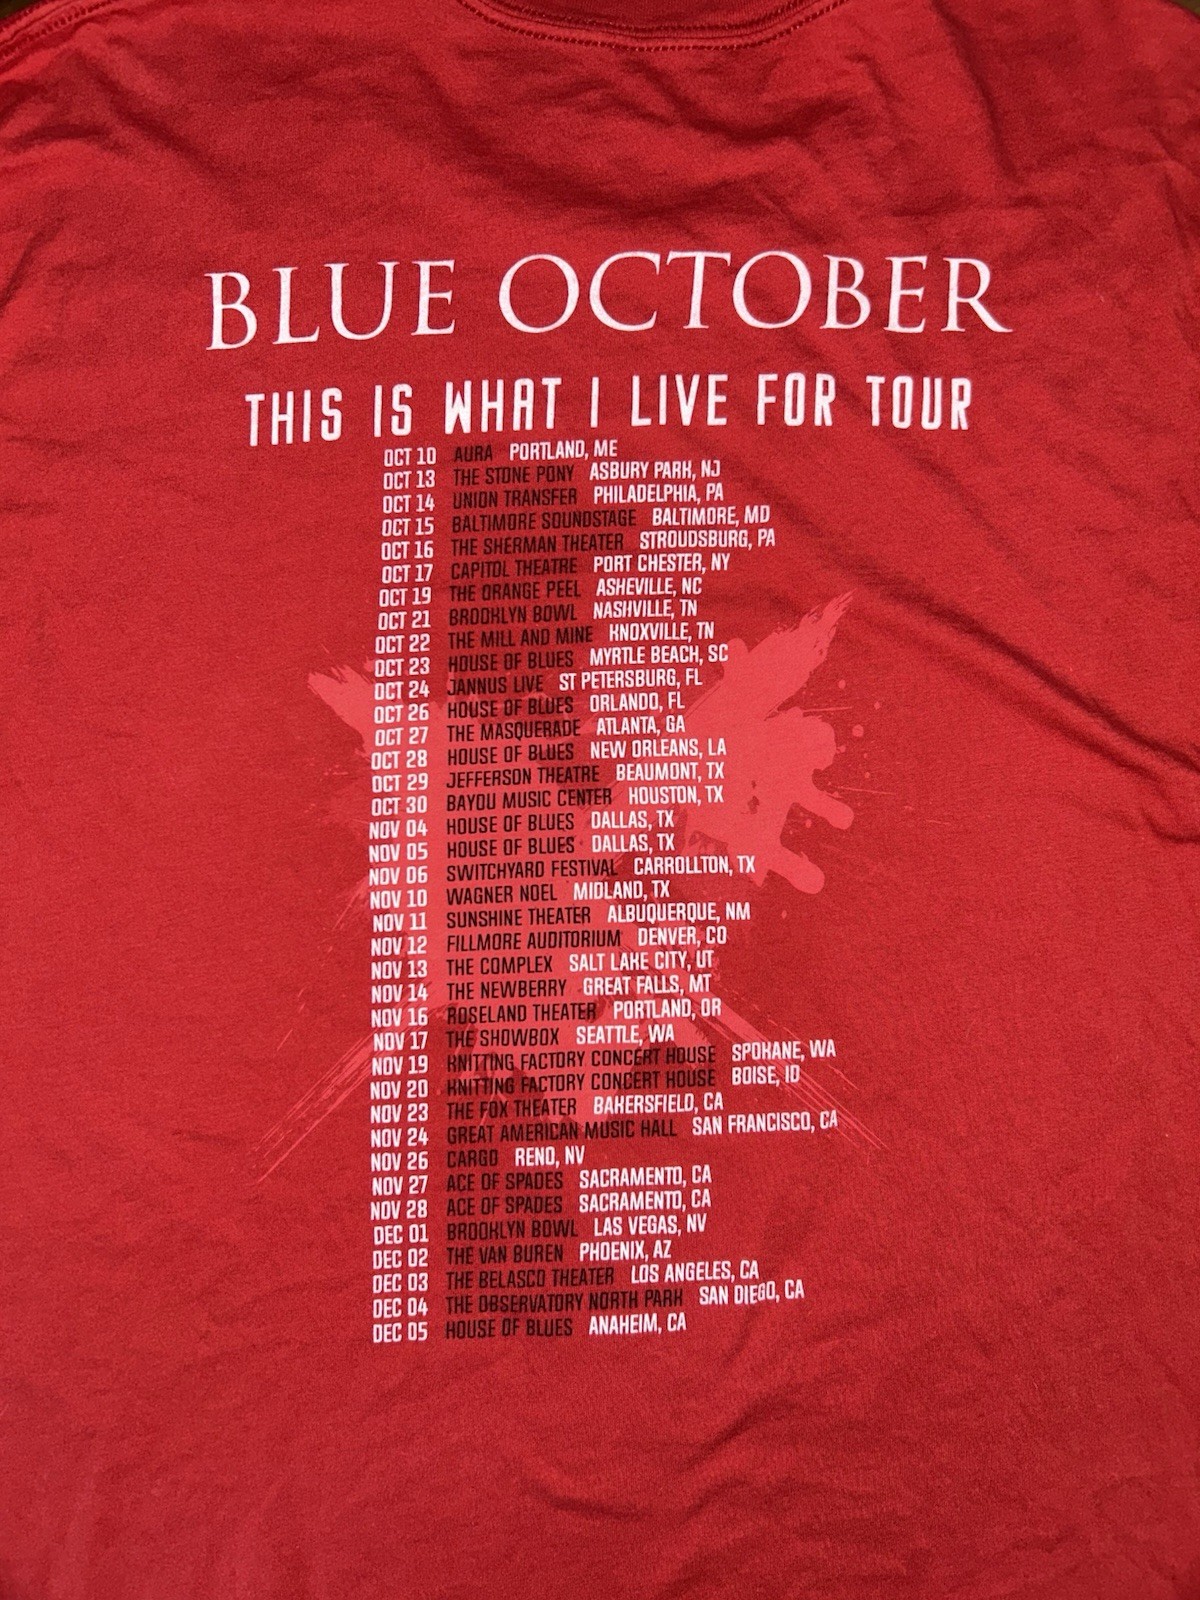 BLUE OCTOBER
THIS IS WHAT I LIVE FOR TOUR
OCT 10 AURA PORTLAND, ME
OCT 13 THE STONE PONY ASBURY PARK, NJ
OCT 14 UNION TRANSFER PHILADELPHIA, PA
OCT 15 BALTIMORE SOUNDSTAGE BALTIMORE, MD
OCT 16 THE SHERMAN THEATER STROUDSBURG, PA
OCT 17 CAPITOL THEATRE PORT CHESTER, NY
OCT 19 THE ORANGE PEEL ASHEVILLE, NC
OCT 21 BROOKLYN BOWL NASHVILLE, TN
OCT 22 THE MILL AND MINE KNOXVILLE, TN
OCT 23 HOUSE OF BLUES MYRTLE BEACH, SC
OCT 24 JANNUS LIVE ST PETERSBURG, FL
OCT 26 HOUSE OF BLUES ORLANDO, FL
OCT 27 THE MASQUERADE ATLANTA, GA
OCT 28 HOUSE OF BLUES NEW ORLEANS, LA
OCT 29 JEFFERSON THEATRE BEAUMONT, TX
OCT 30 BAYOU MUSIC CENTER HOUSTON, TX
NOV 04 HOUSE OF BLUES DALLAS, TX
NOV 05 HOUSE OF BLUES DALLAS, TX
NOV 06 SWITCHYARD FESTIVAL CARROLLTON, TX
NOV 10 WAGNER NOEL MIDLAND, TX
NOV 11 SUNSHINE THEATER ALBUQUERQUE, NM
NOV 12 FILLMORE AUDITORIUM DENVER, CO
NOV 13 THE COMPLEX SALT LAKE CITY, UT
NOV 14 THE NEWBERRY GREAT FALLS, MT
NOV 16 ROSELAND THEATER PORTLAND, OR
NOV 17 THE SHOWBOX SEATTLE, WA
NOV 19 KNITTING FACTORY CONCERT HOUSE SPOKANE, WA
NOV 20 KNITTING FACTORY CONCERT HOUSE BOISE, ID
NOV 23 THE FOX THEATER BAKERSFIELD, CA
NOV 24 GREAT AMERICAN MUSIC HALL SAN FRANCISCO, CA
NOV 26 CARGO RENO, NV
NOV 27 ACE OF SPADES SACRAMENTO, CA
NOV 28 ACE OF SPADES SACRAMENTO, CA
DEC 01 BROOKLYN BOWL LAS VEGAS, NV
DEC 02 THE VAN BUREN PHOENIX, AZ
DEC 03 THE BELASCO THEATER LOS ANGELES, CA
DEC 04 THE OBSERVATORY NORTH PARK SAN DIEGO, CA
DEC 05 HOUSE OF BLUES ANAHEIM, CA